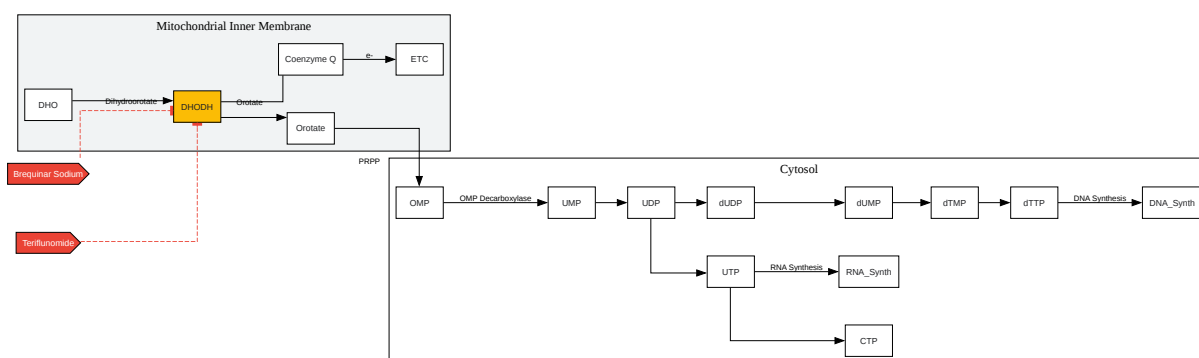 Mitochondrial Inner Membrane
Coenzyme Q
e-
ETC
DHO
Dihydroorotate
DHODH
Orotate
Orotate
PRPP
Brequinar Sodium
Teriflunomide
Cytosol
OMP
OMP Decarboxylase
UMP
UDP
dUDP
dUMP
dTMP
dTTP
DNA Synthesis
DNA_Synth
UTP
RNA Synthesis
RNA_Synth
CTP